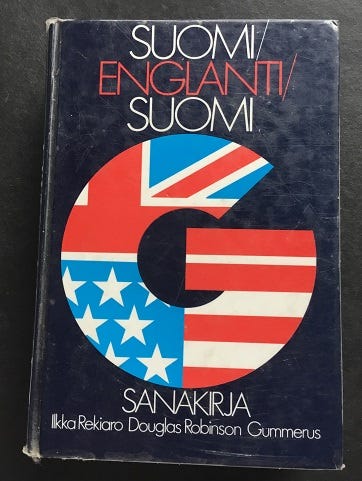 SUOMI/
ENGLANTI/
SUOMI
G
SANAKIRJA
Ilkka Rekiaro Douglas Robinson Gummerus